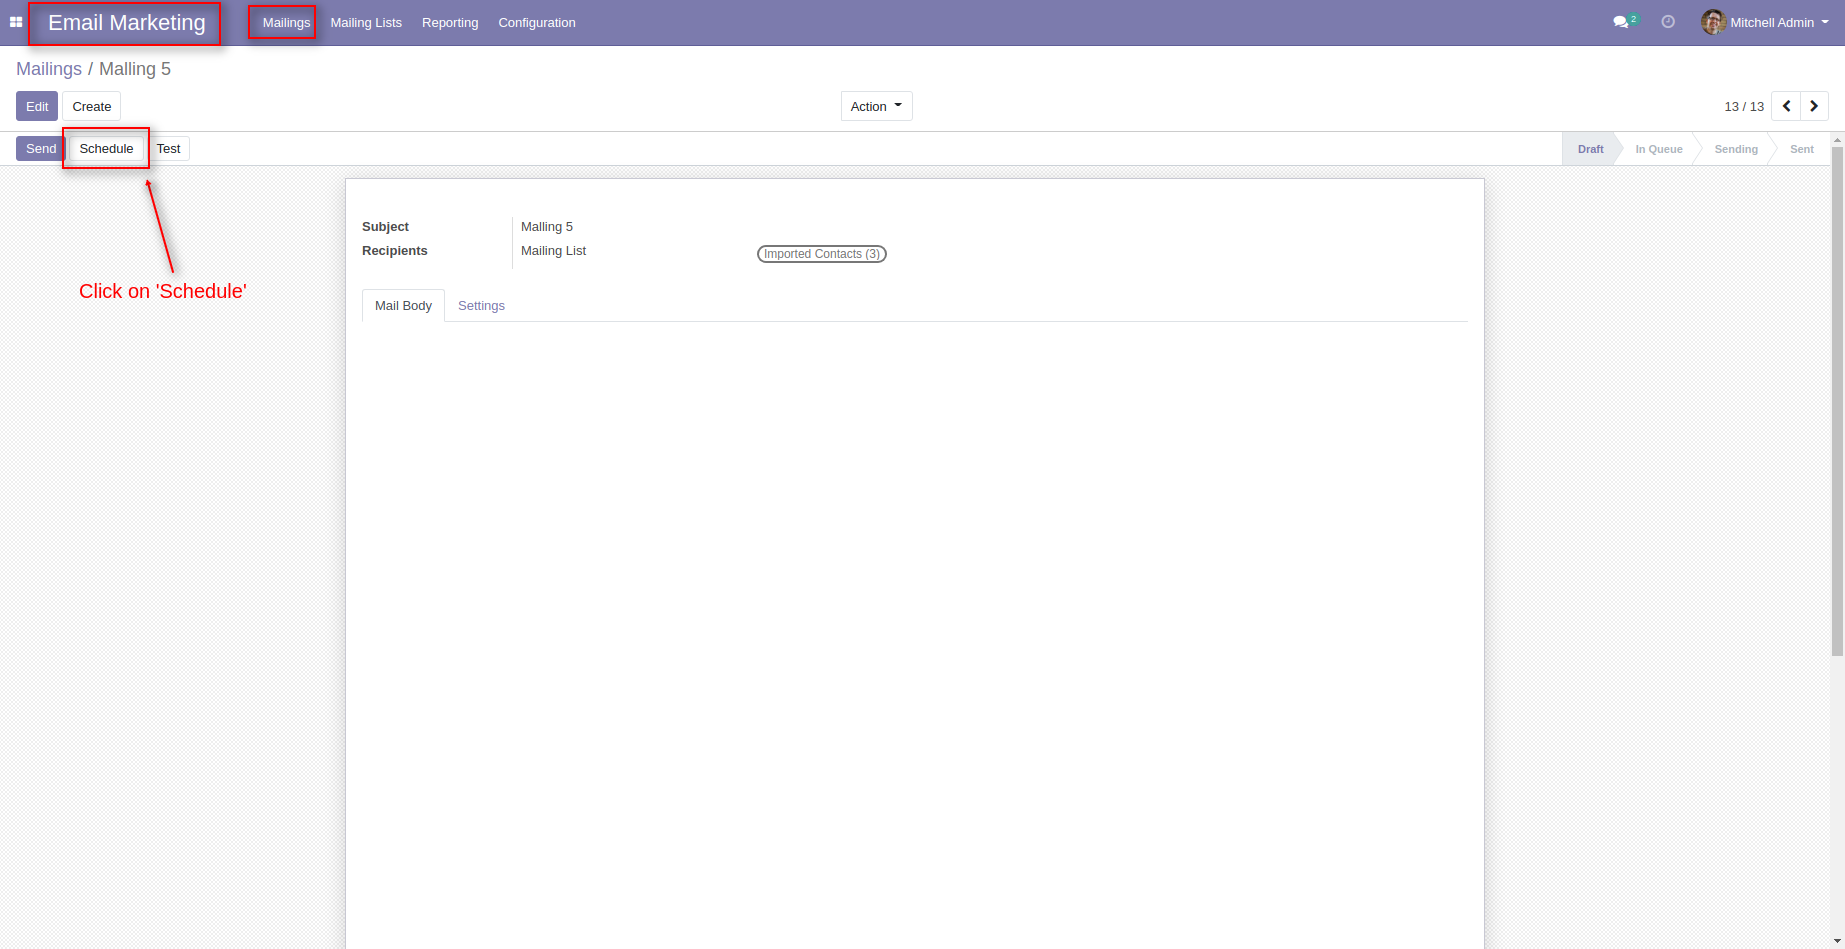 Email Marketing Mailings Mailing Lists Reporting Configuration 2 Mitchell Admin
Mailings / Malling 5
Edit Create Action 13 / 13
Send Schedule Test Draft In Queue Sending Sent
Click on 'Schedule'
Subject Malling 5
Recipients Mailing List Imported Contacts (3)
Mail Body Settings